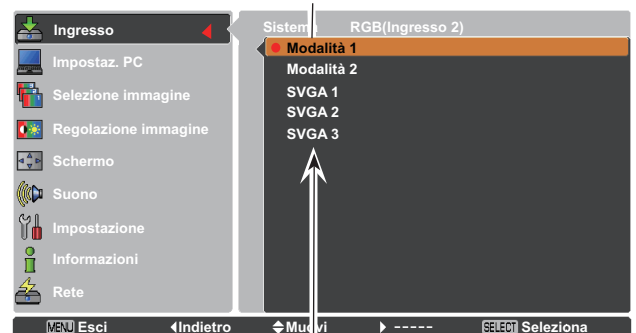 Ingresso
Impostaz. PC
Selezione immagine
Regolazione immagine
Schermo
Suono
Impostazione
Informazioni
Rete
Sistema RGB(Ingresso 2)
Modalità 1
Modalità 2
SVGA 1
SVGA 2
SVGA 3
MENU Esci Indietro Muovi ----- SELECT Seleziona